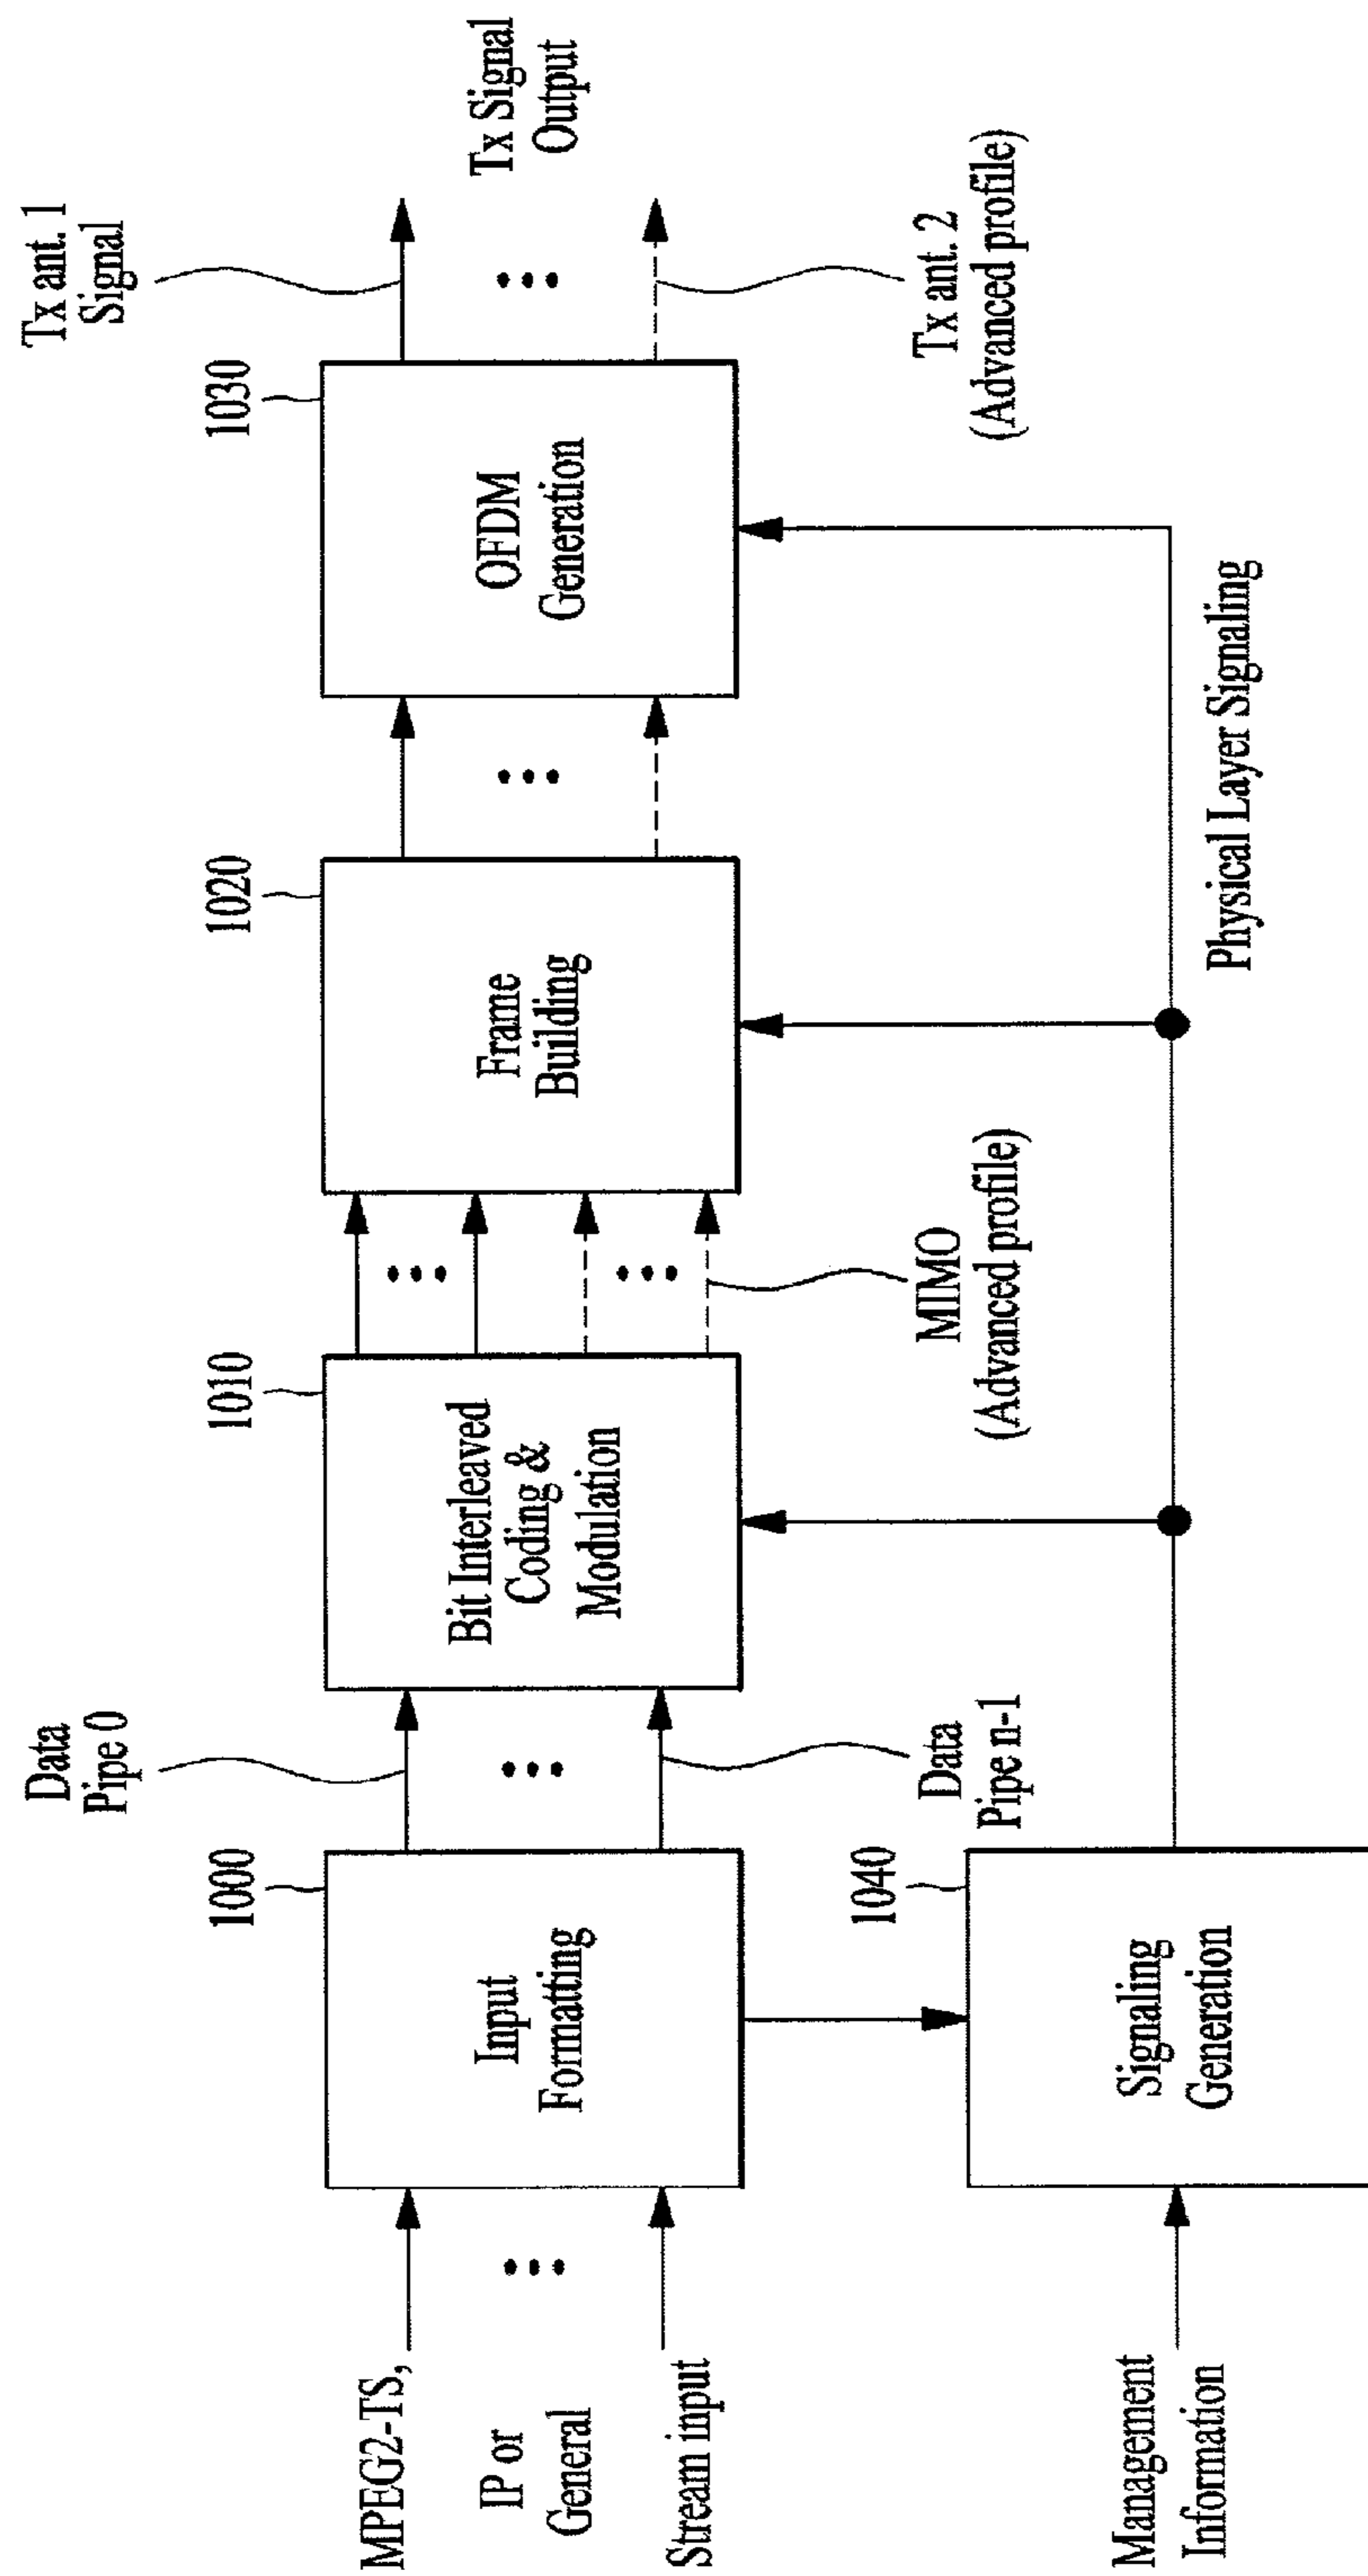 MPEG2-TS,
IP or
General
Stream input
Management
Information
1000
Input
Formatting
1040
Signaling
Generation
Data
Pipe 0
Data
Pipe n-1
1010
Bit Interleaved
Coding &
Modulation
MIMO
(Advanced profile)
1020
Frame
Building
Physical Layer Signaling
1030
OFDM
Generation
Tx ant. 1
Signal
Tx Signal
Output
Tx ant. 2
(Advanced profile)